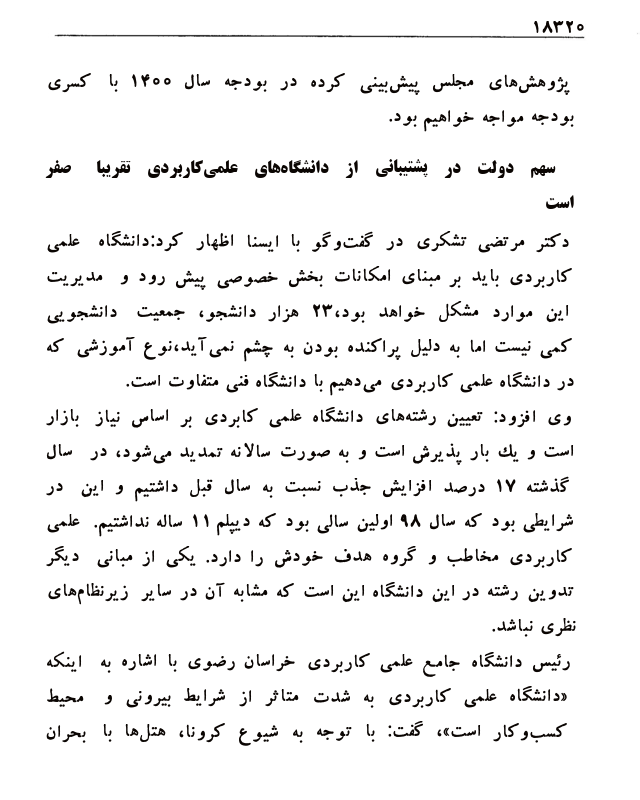 ۱۸۳۲۰
پژوهش‌های مجلس پیش‌بینی کرده در بودجه سال ۱۴۰۰ با کسری
بودجه مواجه خواهیم بود.
سهم دولت در پشتیبانی از دانشگاه‌های علمی‌کاربردی تقریبا صفر
است
دکتر مرتضی تشکری در گفت‌وگو با ایسنا اظهار کرد:دانشگاه علمی
کاربردی باید بر مبنای امکانات بخش خصوصی پیش رود و مدیریت
این موارد مشکل خواهد بود،۲۳ هزار دانشجو، جمعیت دانشجویی
کمی نیست اما به دلیل پراکنده بودن به چشم نمی‌آید،نوع آموزشی که
در دانشگاه علمی کاربردی می‌دهیم با دانشگاه فنی متفاوت است.
وی افزود: تعیین رشته‌های دانشگاه علمی کابردی بر اساس نیاز بازار
است و یك بار پذیرش است و به صورت سالانه تمدید می‌شود، در سال
گذشته ۱۷ درصد افزایش جذب نسبت به سال قبل داشتیم و این در
شرایطی بود که سال ۹۸ اولین سالی بود که دیپلم ۱۱ ساله نداشتیم. علمی
کاربردی مخاطب و گروه هدف خودش را دارد. یکی از مبانی دیگر
تدوین رشته در این دانشگاه این است که مشابه آن در سایر زیرنظام‌های
نظری نباشد.
رئیس دانشگاه جامع علمی کاربردی خراسان رضوی با اشاره به اینکه
«دانشگاه علمی کاربردی به شدت متاثر از شرایط بیرونی و محیط
کسب‌وکار است»، گفت: با توجه به شیوع کرونا، هتل‌ها با بحران